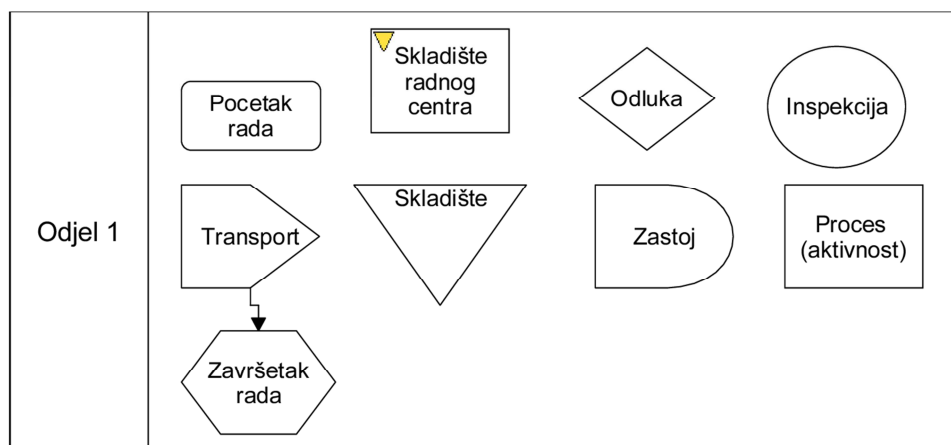 Odjel 1
Pocetak
rada
Skladište
radnog
centra
Odluka
Inspekcija
Transport
Skladište
Zastoj
Proces
(aktivnost)
Završetak
rada